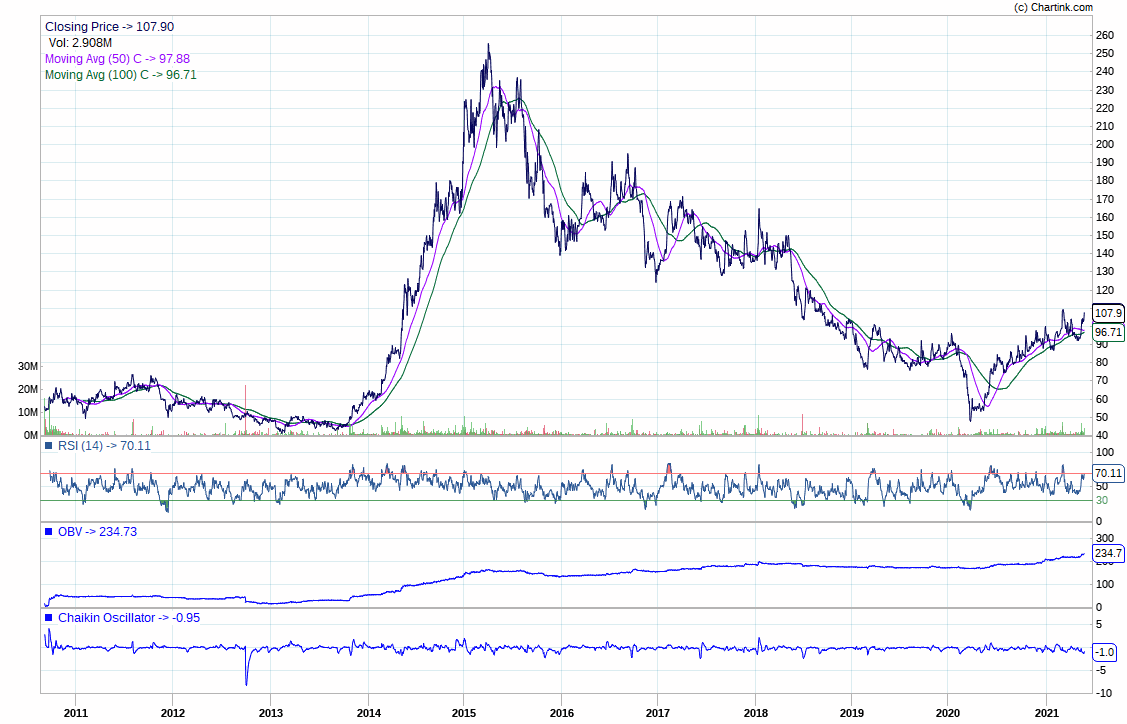 (c) Chartink.com
Closing Price -> 107.90
Vol: 2.908M
Moving Avg (50) C -> 97.88
Moving Avg (100) C -> 96.71
260
250
240
230
220
210
200
190
180
170
160
150
140
130
120
107.9
96.71
90
80
70
60
50
40
30M
20M
10M
0M
RSI (14) -> 70.11
100
70.11
50
30
0
OBV -> 234.73
300
234.7
200
100
0
Chaikin Oscillator -> -0.95
5
-1.0
-5
-10
2011 2012 2013 2014 2015 2016 2017 2018 2019 2020 2021